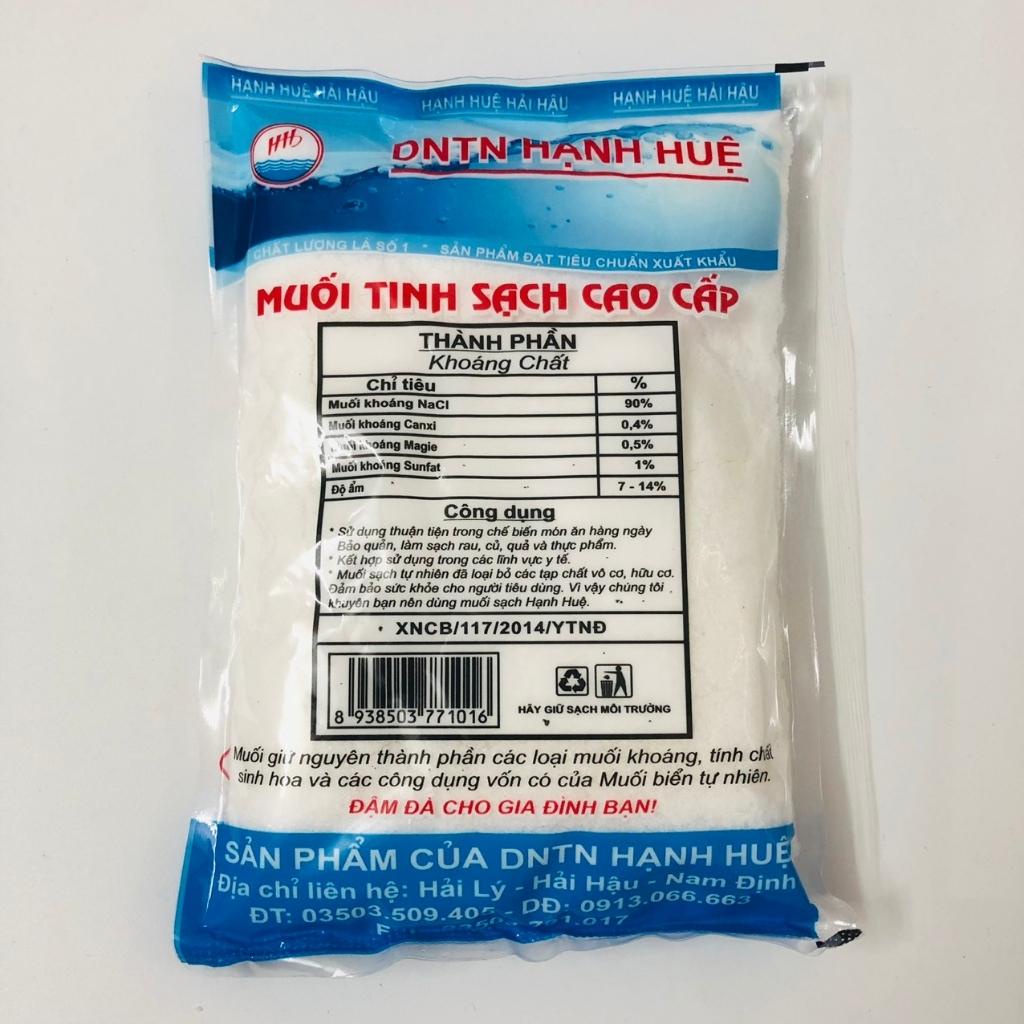 HẠNH HUỆ HẢI HẬU HẠNH HUỆ HẢI HẬU HẠNH HUỆ HẢI HẬU
HH
DNTN HẠNH HUỆ
CHẤT LƯỢNG LÀ SỐ 1 * SẢN PHẨM ĐẠT TIÊU CHUẨN XUẤT KHẨU
MUỐI TINH SẠCH CAO CẤP
THÀNH PHẦN
Khoáng Chất
Chỉ tiêu %
Muối khoáng NaCl 90%
Muối khoáng Canxi 0,4%
Muối khoáng Magie 0,5%
Muối khoáng Sunfat 1%
Độ ẩm 7 - 14%
Công dụng
* Sử dụng thuận tiện trong chế biến món ăn hàng ngày
Bảo quản, làm sạch rau, củ, quả và thực phẩm.
* Kết hợp sử dụng trong các lĩnh vực y tế.
* Muối sạch tự nhiên đã loại bỏ các tạp chất vô cơ, hữu cơ.
Đảm bảo sức khỏe cho người tiêu dùng. Vì vậy chúng tôi
khuyên bạn nên dùng muối sạch Hạnh Huệ.
XNCB/117/2014/YTNĐ
8 938503 771016
HÃY GIỮ SẠCH MÔI TRƯỜNG
Muối giữ nguyên thành phần các loại muối khoáng, tính chất
sinh hoa và các công dụng vốn có của Muối biển tự nhiên.
ĐẬM ĐÀ CHO GIA ĐÌNH BẠN!
SẢN PHẨM CỦA DNTN HẠNH HUỆ
Địa chỉ liên hệ: Hải Lý - Hải Hậu - Nam Định
ĐT: 03503.509.405 - DĐ: 0913.066.663